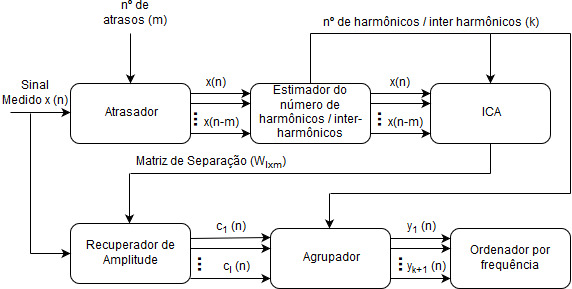 nº de
atrasos (m)
nº de harmônicos / inter harmônicos (k)
Sinal
Medido x (n)
Atrasador
x(n)
x(n-m)
Estimador do
número de
harmônicos / inter-
harmônicos
x(n)
x(n-m)
ICA
Matriz de Separação (Wlxm)
Recuperador de
Amplitude
c1 (n)
cl (n)
Agrupador
y1 (n)
yk+1 (n)
Ordenador por
frequência